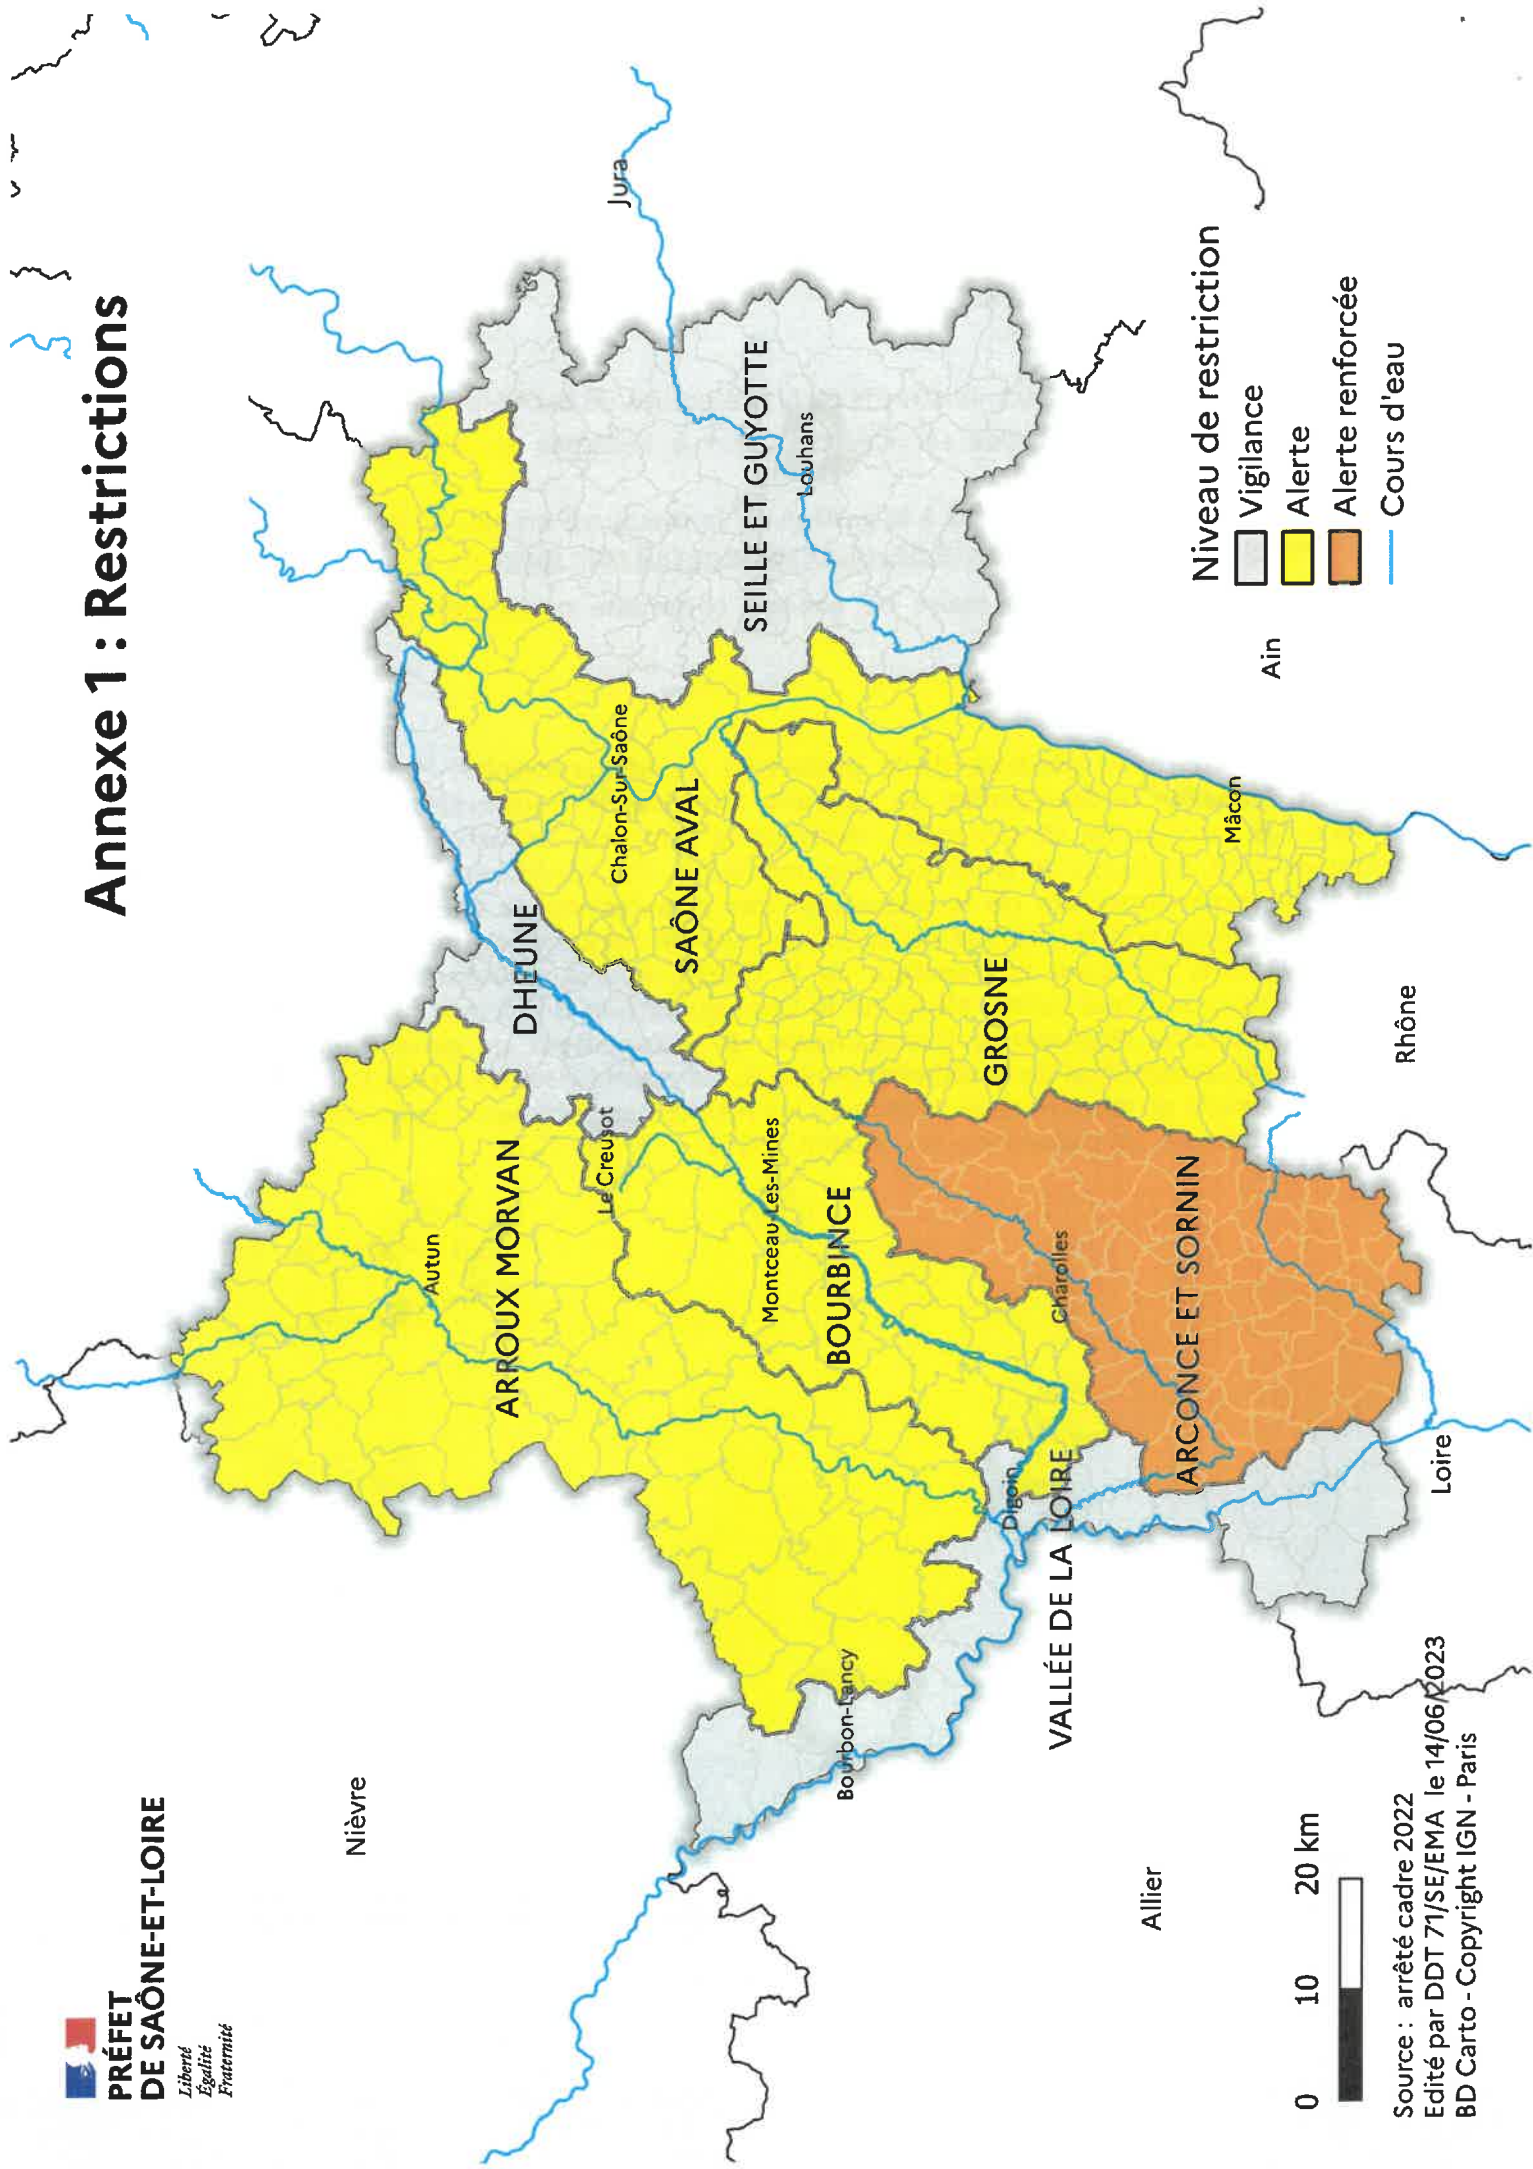 PRÉFET
DE SAÔNE-ET-LOIRE
Liberté
Égalité
Fraternité
Annexe 1 : Restrictions
Nièvre
Autun
ARROUX MORVAN
DHEUNE
Le Creusot
Chalon-Sur-Saône
Jura
SAÔNE AVAL
SEILLE ET GUYOTTE
Louhans
Montceau-Les-Mines
BOURBINCE
Bourbon-Lancy
GROSNE
Digoin
VALLÉE DE LA LOIRE
Charolles
Allier
ARCONCE ET SORNIN
Mâcon
Ain
Rhône
Loire
Niveau de restriction
Vigilance
Alerte
Alerte renforcée
Cours d'eau
0 10 20 km
Source : arrêté cadre 2022
Edité par DDT 71/SE/EMA le 14/06/2023
BD Carto - Copyright IGN - Paris